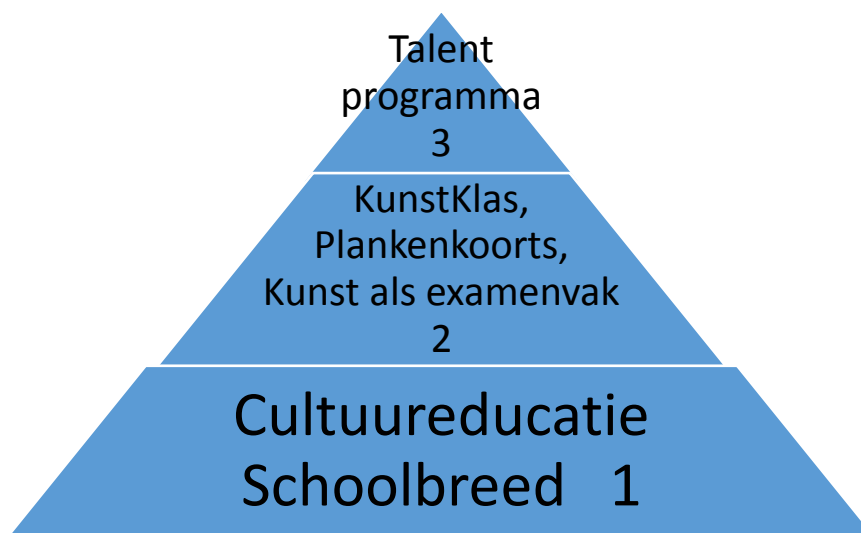 Talent
programma
3
KunstKlas,
Plankenkoorts,
Kunst als examenvak
2
Cultuureducatie
Schoolbreed 1